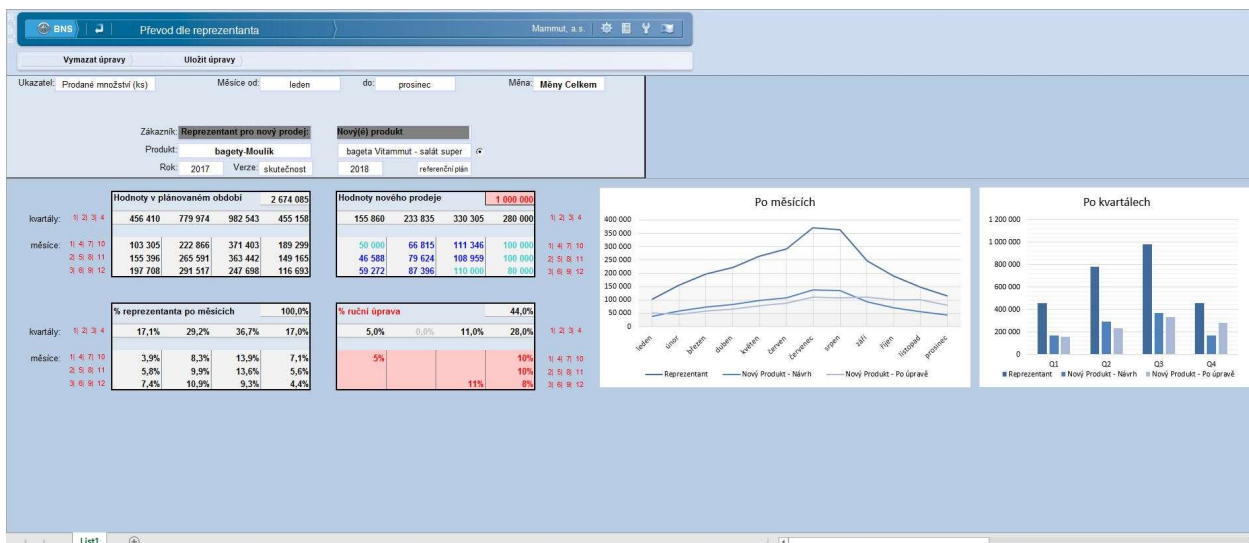 BNS Převod dle reprezentanta Mammut, a.s.
Vymazat úpravy Uložit úpravy
Ukazatel: Prodané množství (ks) Měsíce od: leden do: prosinec Měna: Měny Celkem
Zákazník: Reprezentant pro nový prodej: Nový(é) produkt
Produkt: bagety-Moulík bageta Vitammut - salát super
Rok: 2017 Verze: skutečnost 2018 referenční plán
Hodnoty v plánovaném období 2 674 085 Hodnoty nového prodeje 1 000 000
kvartály: 1| 2| 3| 4 456 410 779 974 982 543 455 158 155 860 233 835 330 305 280 000 1| 2| 3| 4
měsíce: 1| 4| 7| 10 103 305 222 866 371 403 189 299 50 000 66 815 111 346 100 000 1| 4| 7| 10
2| 5| 8| 11 155 396 265 591 363 442 149 165 46 588 79 624 108 959 100 000 2| 5| 8| 11
3| 6| 9| 12 197 708 291 517 247 698 116 693 59 272 87 396 110 000 80 000 3| 6| 9| 12
% reprezentanta po měsících 100,0% % ruční úprava 44,0%
kvartály: 1| 2| 3| 4 17,1% 29,2% 36,7% 17,0% 5,0% 0,0% 11,0% 28,0% 1| 2| 3| 4
měsíce: 1| 4| 7| 10 3,9% 8,3% 13,9% 7,1% 5% 10% 1| 4| 7| 10
2| 5| 8| 11 5,8% 9,9% 13,6% 5,6% 10% 2| 5| 8| 11
3| 6| 9| 12 7,4% 10,9% 9,3% 4,4% 11% 8% 3| 6| 9| 12
Po měsících
400 000
350 000
300 000
250 000
200 000
150 000
100 000
50 000
0
leden únor březen duben květen červen červenec srpen září říjen listopad prosinec
Reprezentant Nový Produkt - Návrh Nový Produkt - Po úpravě
Po kvartálech
1 200 000
1 000 000
800 000
600 000
400 000
200 000
0
Q1 Q2 Q3 Q4
Reprezentant Nový Produkt - Návrh Nový Produkt - Po úpravě
List1